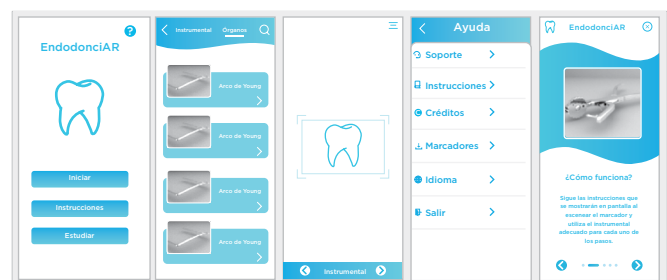 EndodonciAR
Iniciar
Instrucciones
Estudiar
Instrumental Organos
Arco de Young
Arco de Young
Arco de Young
Arco de Young
Instrumental
Ayuda
Soporte
Instrucciones
Créditos
Marcadores
Idioma
Salir
EndodonciAR
¿Cómo funciona?
Sigue las instrucciones que
se mostrarán en pantalla al
escanear el marcador y
utiliza el instrumental
adecuado para cada uno de
los pasos.